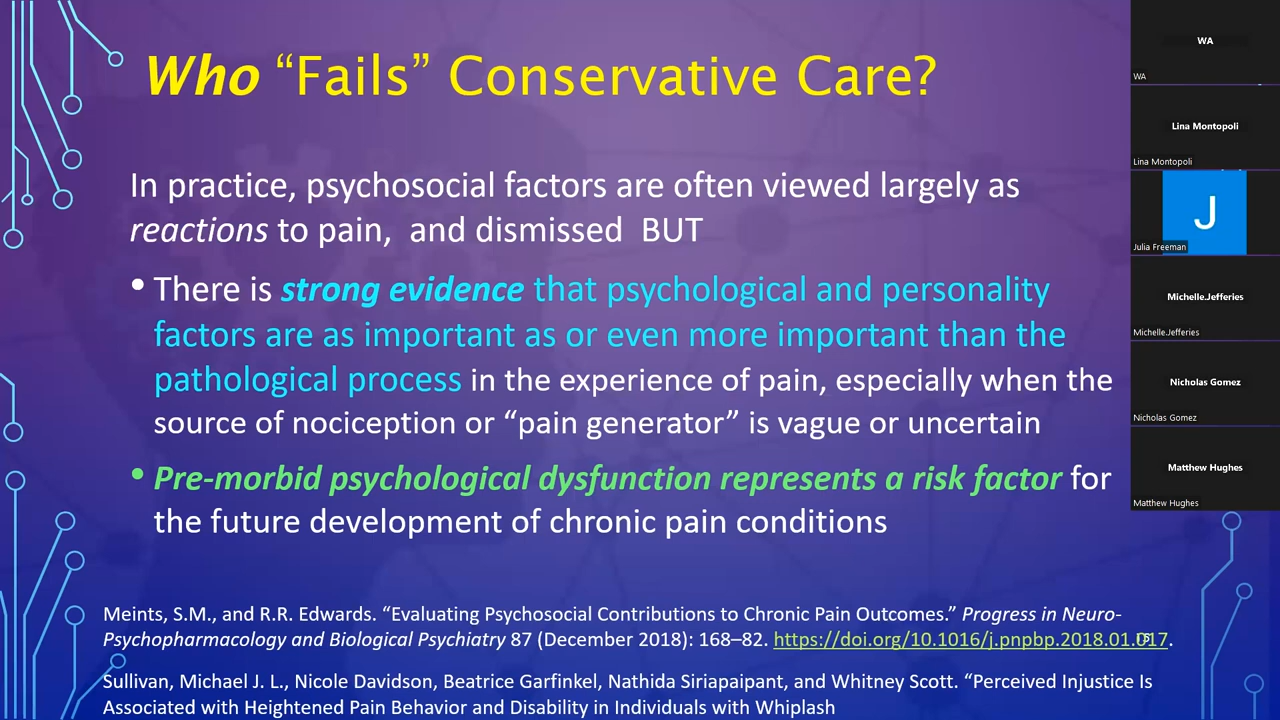 Who “Fails” Conservative Care?
In practice, psychosocial factors are often viewed largely as
reactions to pain,  and dismissed  BUT
• There is strong evidence that psychological and personality
factors are as important as or even more important than the
pathological process in the experience of pain, especially when the
source of nociception or “pain generator” is vague or uncertain
• Pre-morbid psychological dysfunction represents a risk factor for
the future development of chronic pain conditions
Meints, S.M., and R.R. Edwards. “Evaluating Psychosocial Contributions to Chronic Pain Outcomes.” Progress in Neuro-
Psychopharmacology and Biological Psychiatry 87 (December 2018): 168–82. https://doi.org/10.1016/j.pnpbp.2018.01.017.
Sullivan, Michael J. L., Nicole Davidson, Beatrice Garfinkel, Nathida Siriapaipant, and Whitney Scott. “Perceived Injustice Is
Associated with Heightened Pain Behavior and Disability in Individuals with Whiplash
WA
WA
Lina Montopoli
Lina Montopoli
J
Julia Freeman
Michelle.Jefferies
Michelle.Jefferies
Nicholas Gomez
Nicholas Gomez
Matthew Hughes
Matthew Hughes